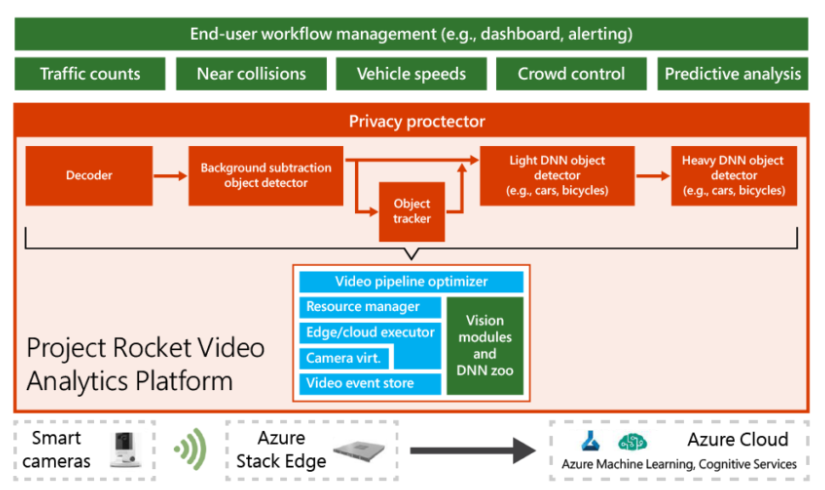 End-user workflow management (e.g., dashboard, alerting)
Traffic counts
Near collisions
Vehicle speeds
Crowd control
Predictive analysis
Privacy proctector
Decoder
Background subtraction
object detector
Object
tracker
Light DNN object
detector
(e.g., cars, bicycles)
Heavy DNN object
detector
(e.g., cars, bicycles)
Video pipeline optimizer
Resource manager
Edge/cloud executor
Camera virt.
Video event store
Vision
modules
and
DNN zoo
Project Rocket Video
Analytics Platform
Smart
cameras
Azure
Stack Edge
Azure Cloud
Azure Machine Learning, Cognitive Services